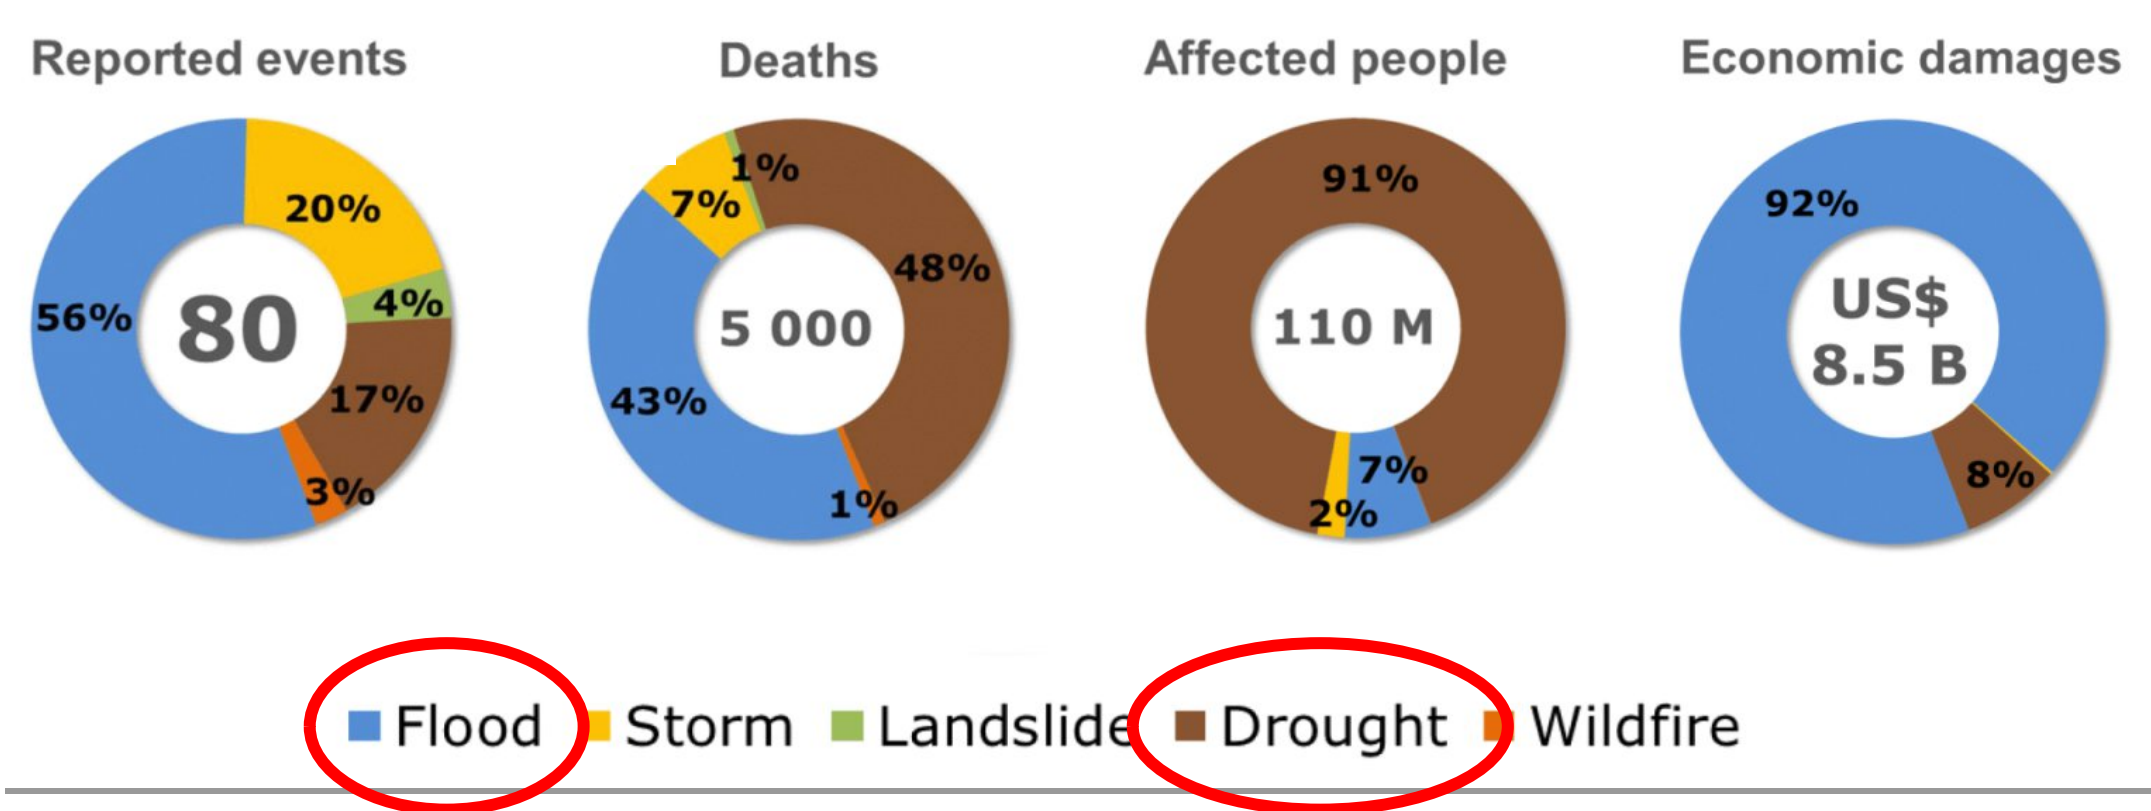 Reported events
Deaths
Affected people
Economic damages
20%
4%
17%
3%
56%
80
1%
7%
48%
43%
1%
5 000
91%
7%
2%
110 M
92%
8%
US$
8.5 B
Flood
Storm
Landslide
Drought
Wildfire